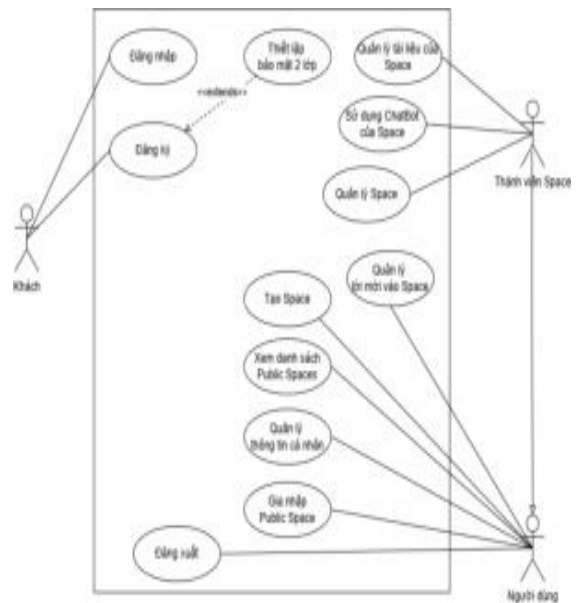 Đăng nhập
Thiết lập
bảo mật 2 lớp
Quản lý tài liệu của
Space
<<extends>>
Sử dụng ChatBot
của Space
Đăng ký
Thành viên Space
Quản lý Space
Khách
Quản lý
lời mời vào Space
Tạo Space
Xem danh sách
Public Spaces
Quản lý
thông tin cá nhân
Gia nhập
Public Space
Đăng xuất
Người dùng